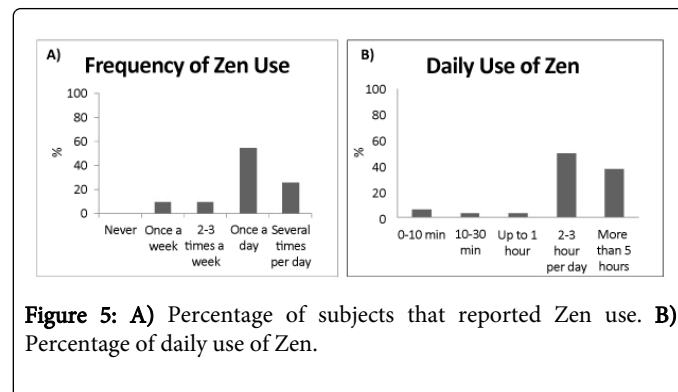 A)
Frequency of Zen Use
100
80
60
40
20
0
%
Never
Once a
week
2-3
times a
week
Once a
day
Several
times
per day
B)
Daily Use of Zen
100
80
60
40
20
0
%
0-10 min
10-30
min
Up to 1
hour
2-3
hour
per day
More
than 5
hours
Figure 5: A) Percentage of subjects that reported Zen use. B)
Percentage of daily use of Zen.